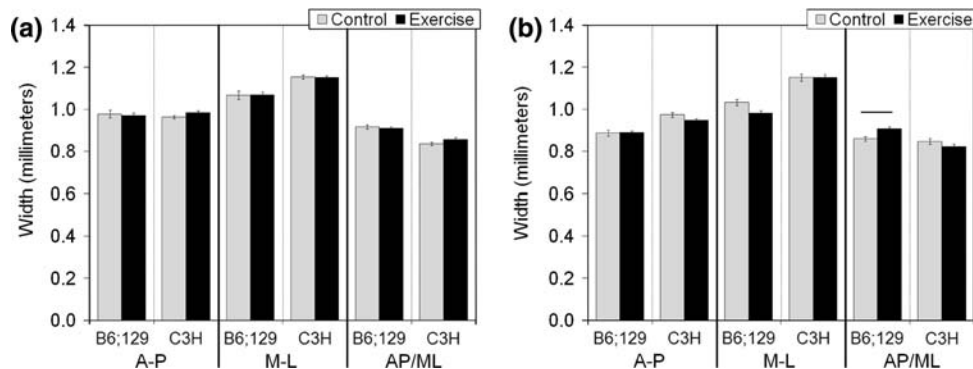 (a)
Control Exercise
Width (millimeters)
1.4
1.2
1.0
0.8
0.6
0.4
0.2
0.0
B6;129 C3H B6;129 C3H B6;129 C3H
A-P M-L AP/ML
(b)
Control Exercise
Width (millimeters)
1.4
1.2
1.0
0.8
0.6
0.4
0.2
0.0
B6;129 C3H B6;129 C3H B6;129 C3H
A-P M-L AP/ML